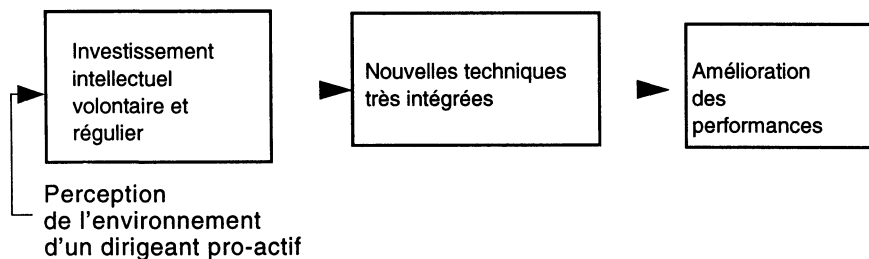 Investissement
intellectuel
volontaire et
régulier
Nouvelles techniques
très intégrées
Amélioration
des
performances
Perception
de l'environnement
d'un dirigeant pro-actif